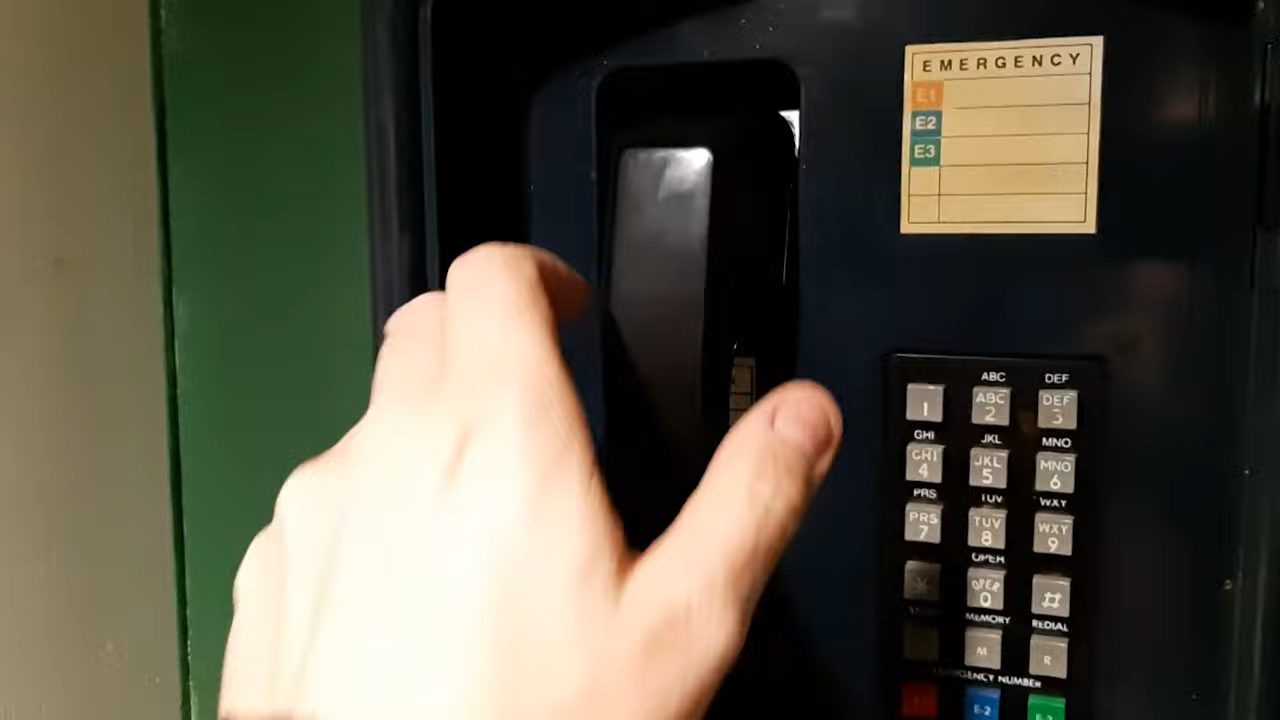 EMERGENCY
E1
E2
E3
ABC DEF
1 ABC 2 DEF 3
GHI JKL MNO
GHI 4 JKL 5 MNO 6
PRS TUV WXY
PRS 7 TUV 8 WXY 9
OPER
* OPER 0 #
MEMORY REDIAL
M R
EMERGENCY NUMBER
E-2